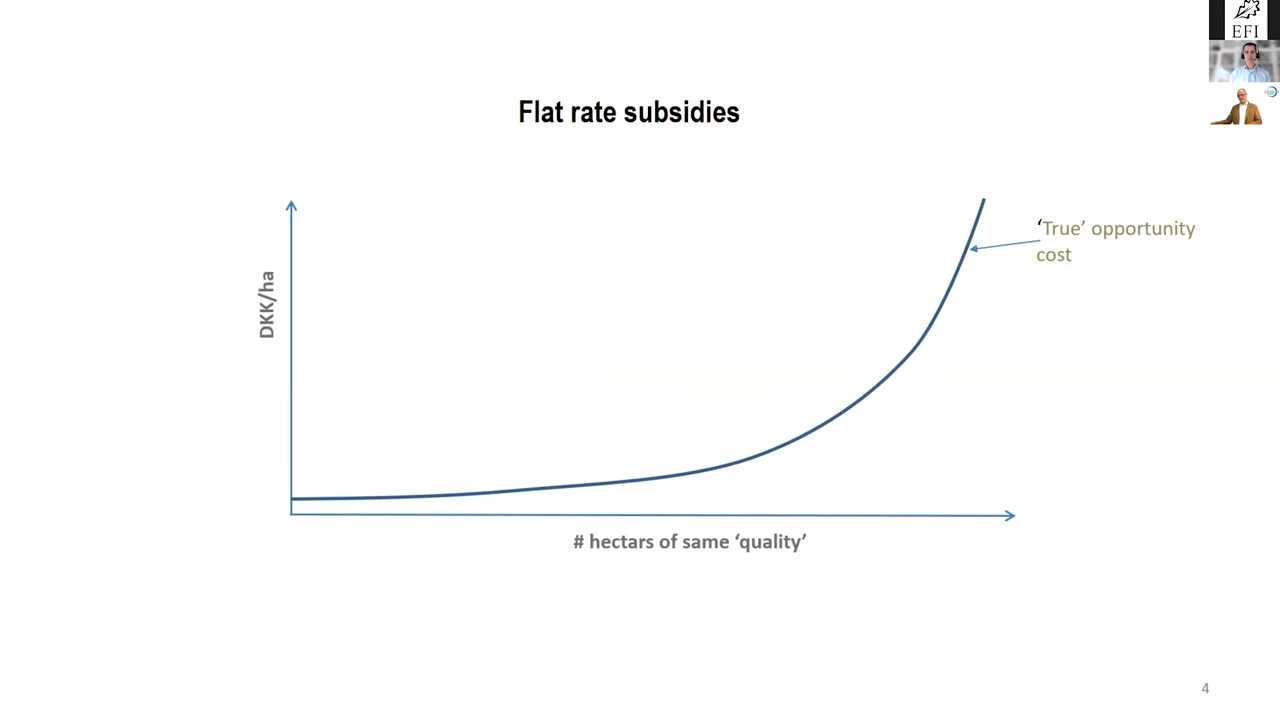 EFI
Flat rate subsidies
‘True’ opportunity
cost
DKK/ha
# hectars of same ‘quality’
4